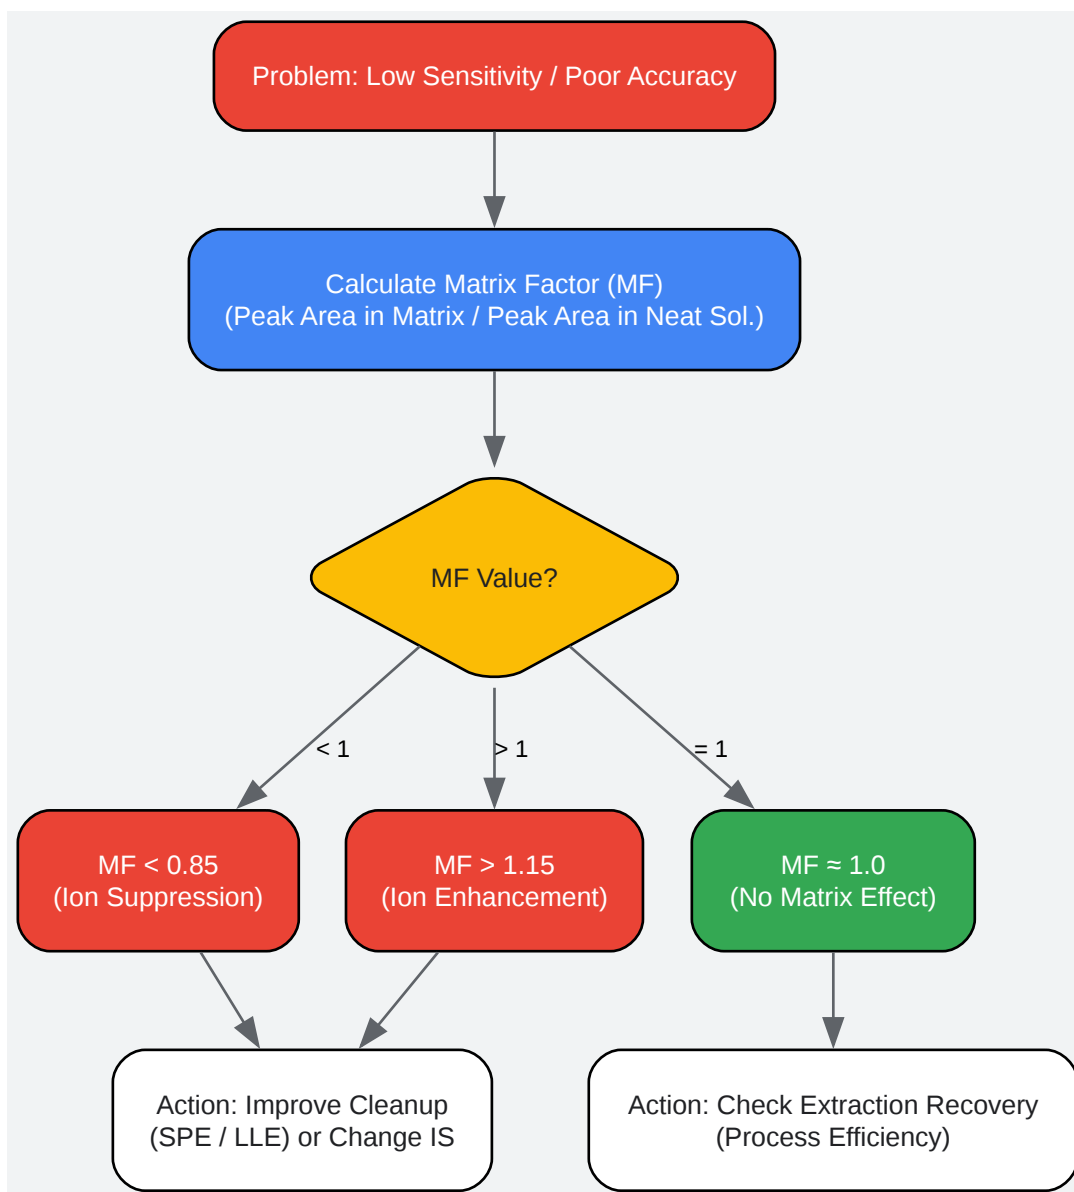 Problem: Low Sensitivity / Poor Accuracy
Calculate Matrix Factor (MF)
(Peak Area in Matrix / Peak Area in Neat Sol.)
MF Value?
< 1
> 1
= 1
MF < 0.85
(Ion Suppression)
MF > 1.15
(Ion Enhancement)
MF ≈ 1.0
(No Matrix Effect)
Action: Improve Cleanup
(SPE / LLE) or Change IS
Action: Check Extraction Recovery
(Process Efficiency)